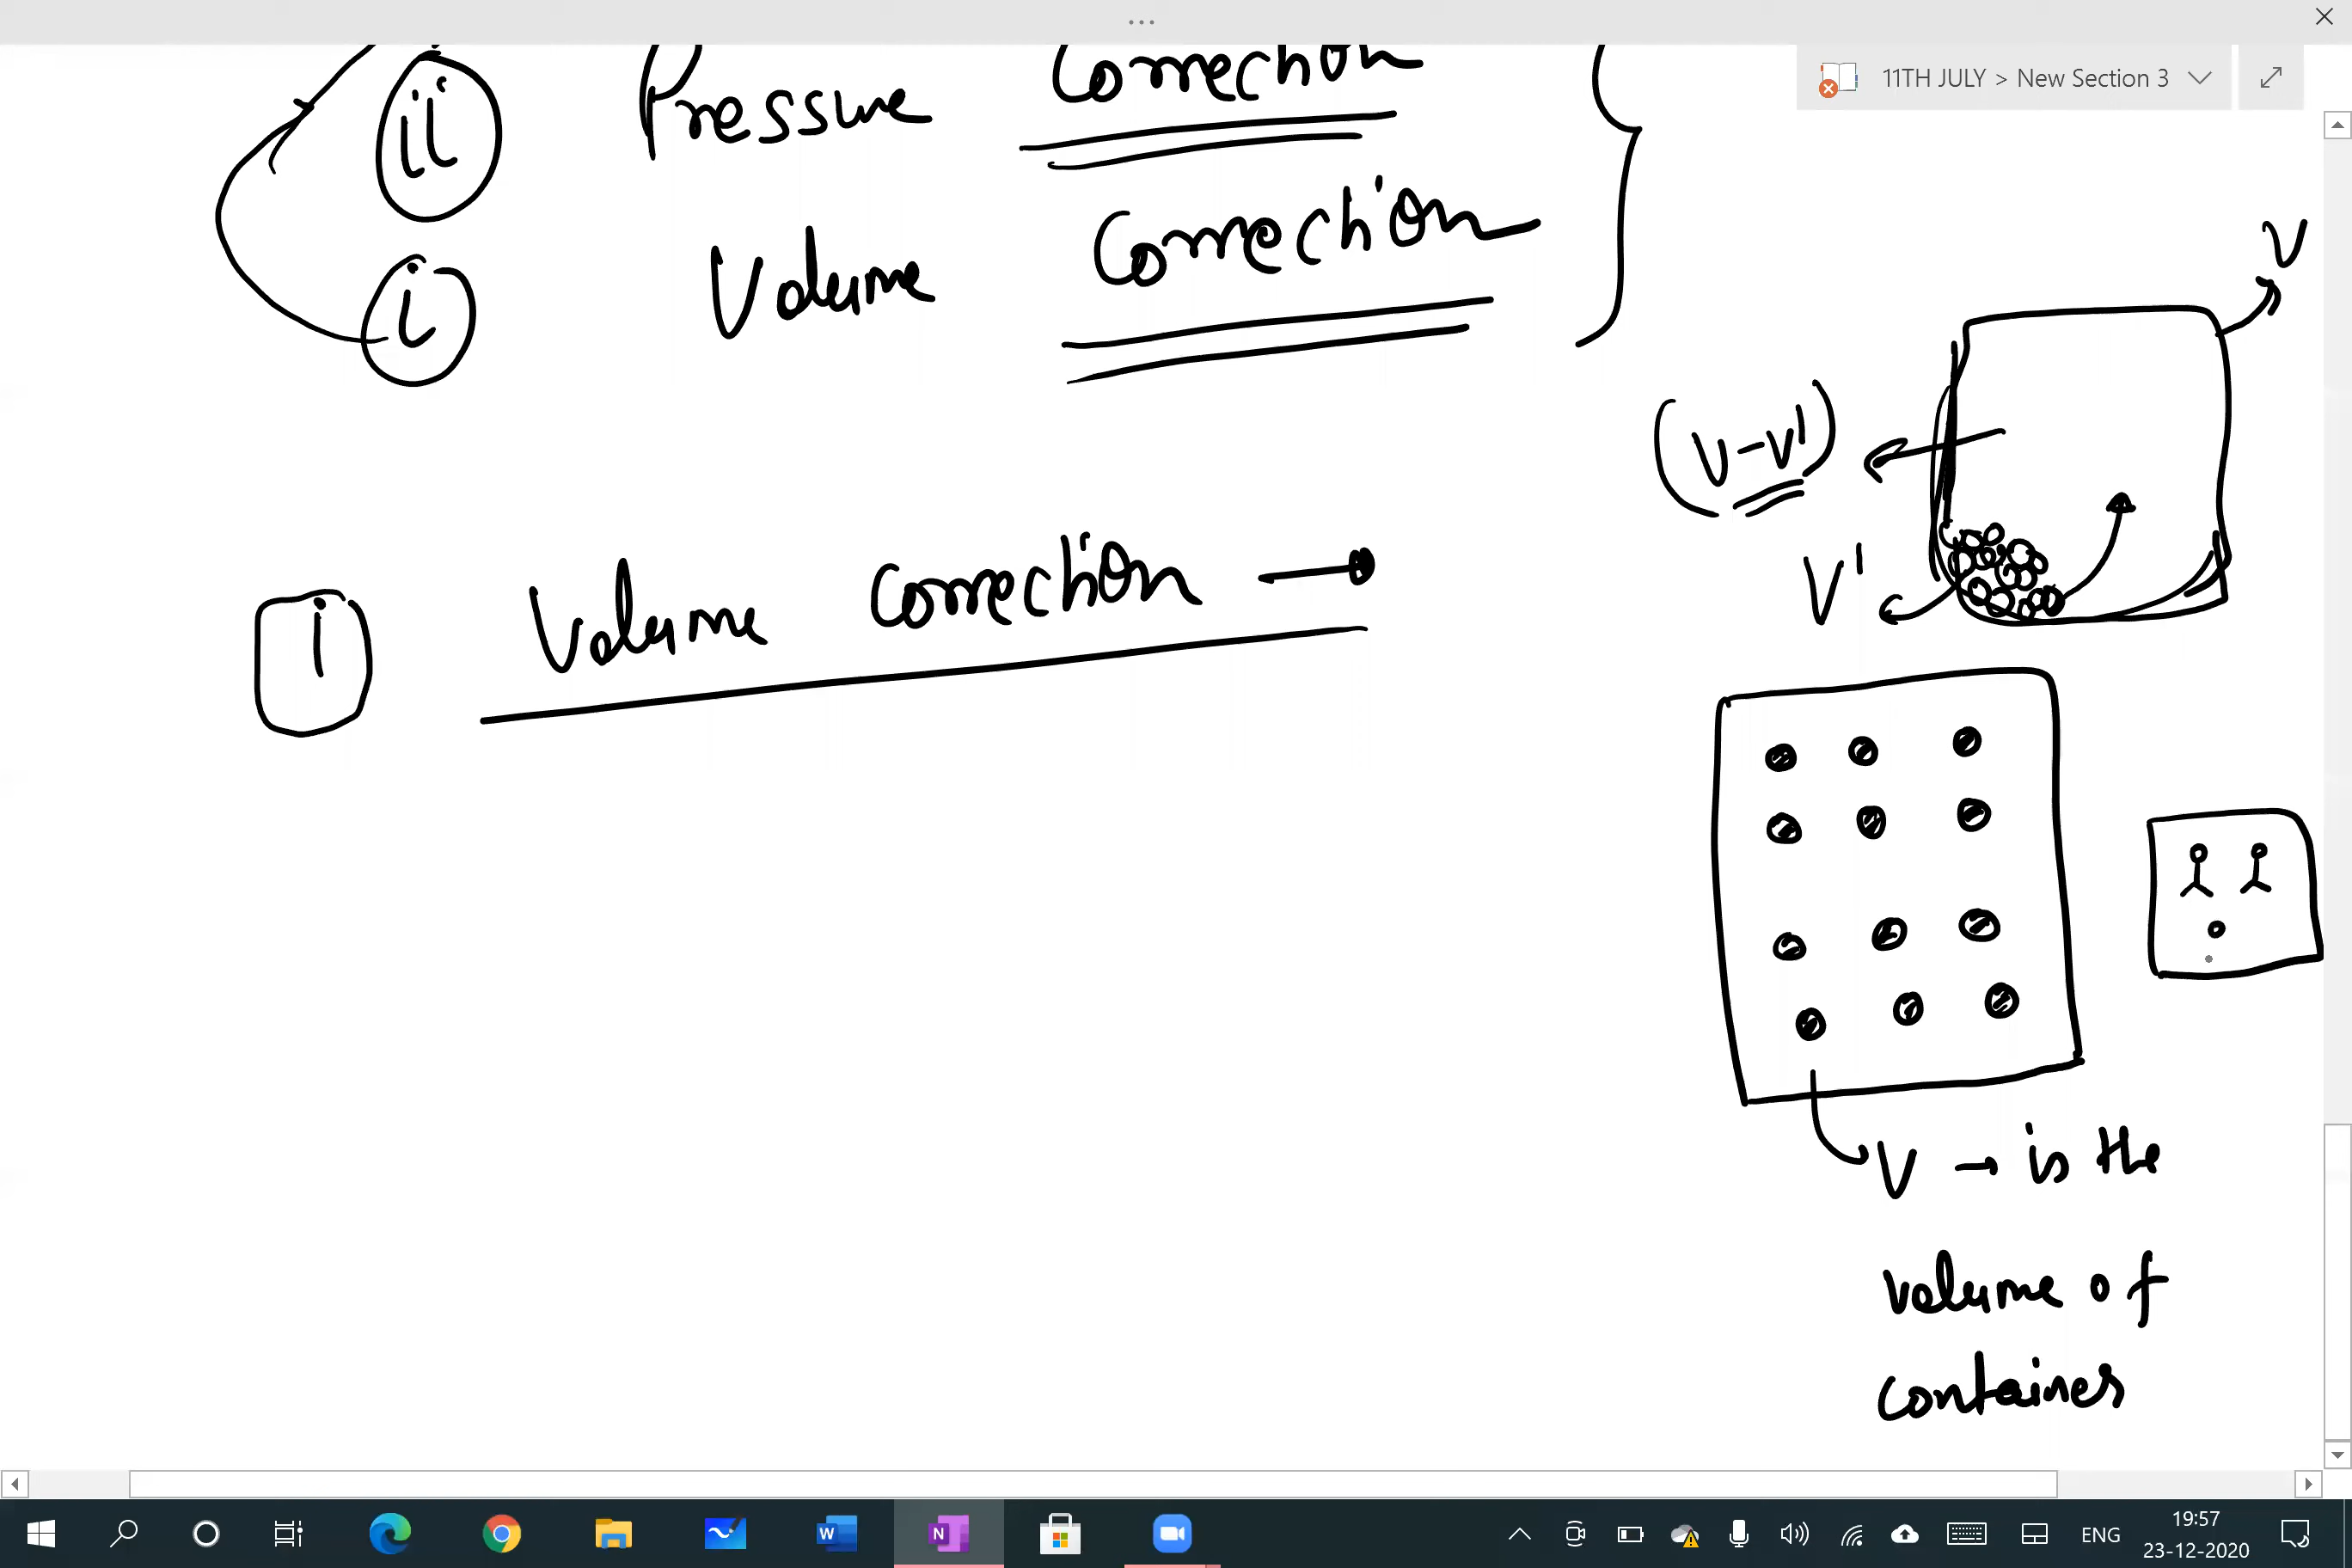 ...
11TH JULY > New Section 3
ii Pressure Correction
i Volume Correction
V
(V-V')
V'
i Volume Correction →
V → is the
volume of
container
W
N
ENG
19:57
23-12-2020